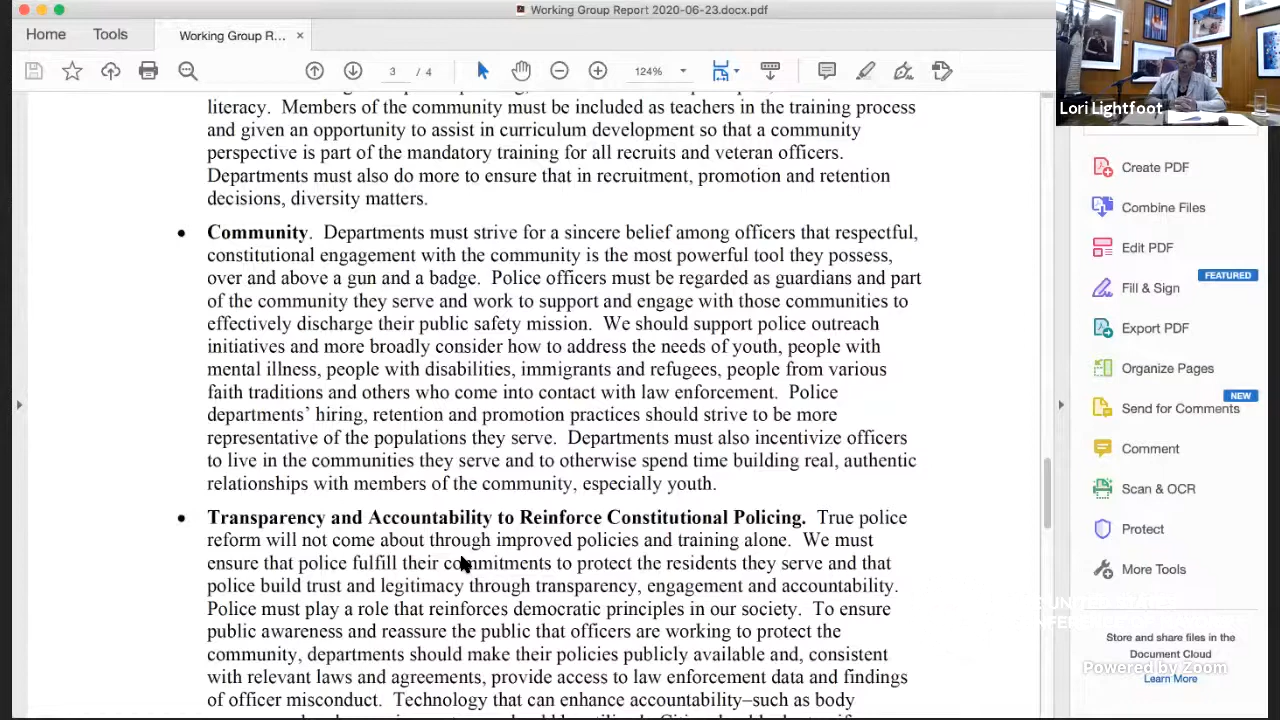 Working Group Report 2020-06-23.docx.pdf
Home
Tools
Working Group R... ×
3 / 4
124%
Lori Lightfoot
literacy. Members of the community must be included as teachers in the training process
and given an opportunity to assist in curriculum development so that a community
perspective is part of the mandatory training for all recruits and veteran officers.
Departments must also do more to ensure that in recruitment, promotion and retention
decisions, diversity matters.
• Community. Departments must strive for a sincere belief among officers that respectful,
constitutional engagement with the community is the most powerful tool they possess,
over and above a gun and a badge. Police officers must be regarded as guardians and part
of the community they serve and work to support and engage with those communities to
effectively discharge their public safety mission. We should support police outreach
initiatives and more broadly consider how to address the needs of youth, people with
mental illness, people with disabilities, immigrants and refugees, people from various
faith traditions and others who come into contact with law enforcement. Police
departments’ hiring, retention and promotion practices should strive to be more
representative of the populations they serve. Departments must also incentivize officers
to live in the communities they serve and to otherwise spend time building real, authentic
relationships with members of the community, especially youth.
• Transparency and Accountability to Reinforce Constitutional Policing. True police
reform will not come about through improved policies and training alone. We must
ensure that police fulfill their commitments to protect the residents they serve and that
police build trust and legitimacy through transparency, engagement and accountability.
Police must play a role that reinforces democratic principles in our society. To ensure
public awareness and reassure the public that officers are working to protect the
community, departments should make their policies publicly available and, consistent
with relevant laws and agreements, provide access to law enforcement data and findings
of officer misconduct. Technology that can enhance accountability–such as body
Create PDF
Combine Files
Edit PDF
FEATURED
Fill & Sign
Export PDF
Organize Pages
NEW
Send for Comments
Comment
Scan & OCR
Protect
More Tools
UNITED STATES
Store and share files in the
Document Cloud
Learn More
Powered by Zoom